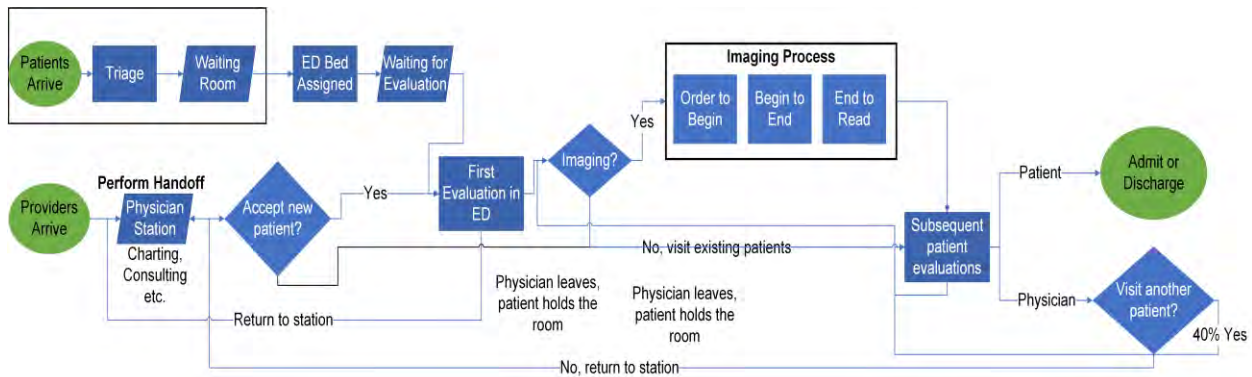 Patients
Arrive
Triage
Waiting
Room
ED Bed
Assigned
Waiting for
Evaluation
Imaging Process
Order to
Begin
Begin to
End
End to
Read
Yes
Imaging?
Perform Handoff
Providers
Arrive
Physician
Station
Charting,
Consulting
etc.
Accept new
patient?
Yes
First
Evaluation in
ED
Patient
Admit or
Discharge
Subsequent
patient
evaluations
No, visit existing patients
Physician leaves,
patient holds the
room
Physician leaves,
patient holds the
room
Physician
Visit another
patient?
40% Yes
Return to station
No, return to station